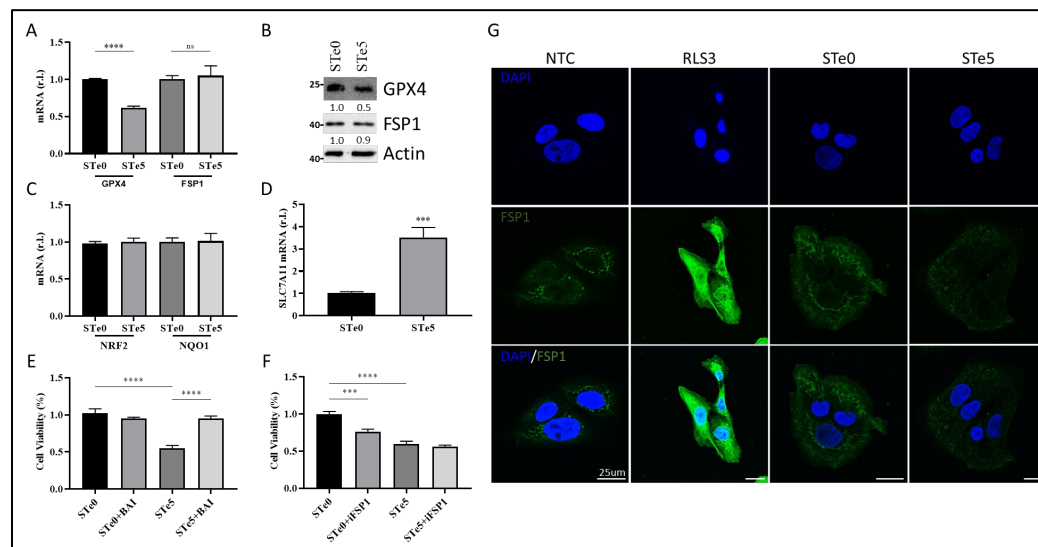 A
mRNA (r.l.)
1.5
1.0
0.5
0.0
****
ns
STe0 STe5 STe0 STe5
GPX4 FSP1
B
STe0 STe5
25
GPX4
1.0 0.5
40
FSP1
1.0 0.9
40
Actin
C
mRNA (r.l.)
1.5
1.0
0.5
0.0
STe0 STe5 STe0 STe5
NRF2 NQO1
D
SLC7A11 mRNA (r.l.)
5
4
3
2
1
0
***
STe0 STe5
E
Cell Viability (%)
1.5
1.0
0.5
0.0
****
****
STe0
STe0+BAI
STe5
STe5+BAI
F
Cell Viability (%)
1.5
1.0
0.5
0.0
****
***
STe0
STe0+iFSP1
STe5
STe5+iFSP1
G
NTC RLS3 STe0 STe5
DAPI
FSP1
DAPI/FSP1
25um